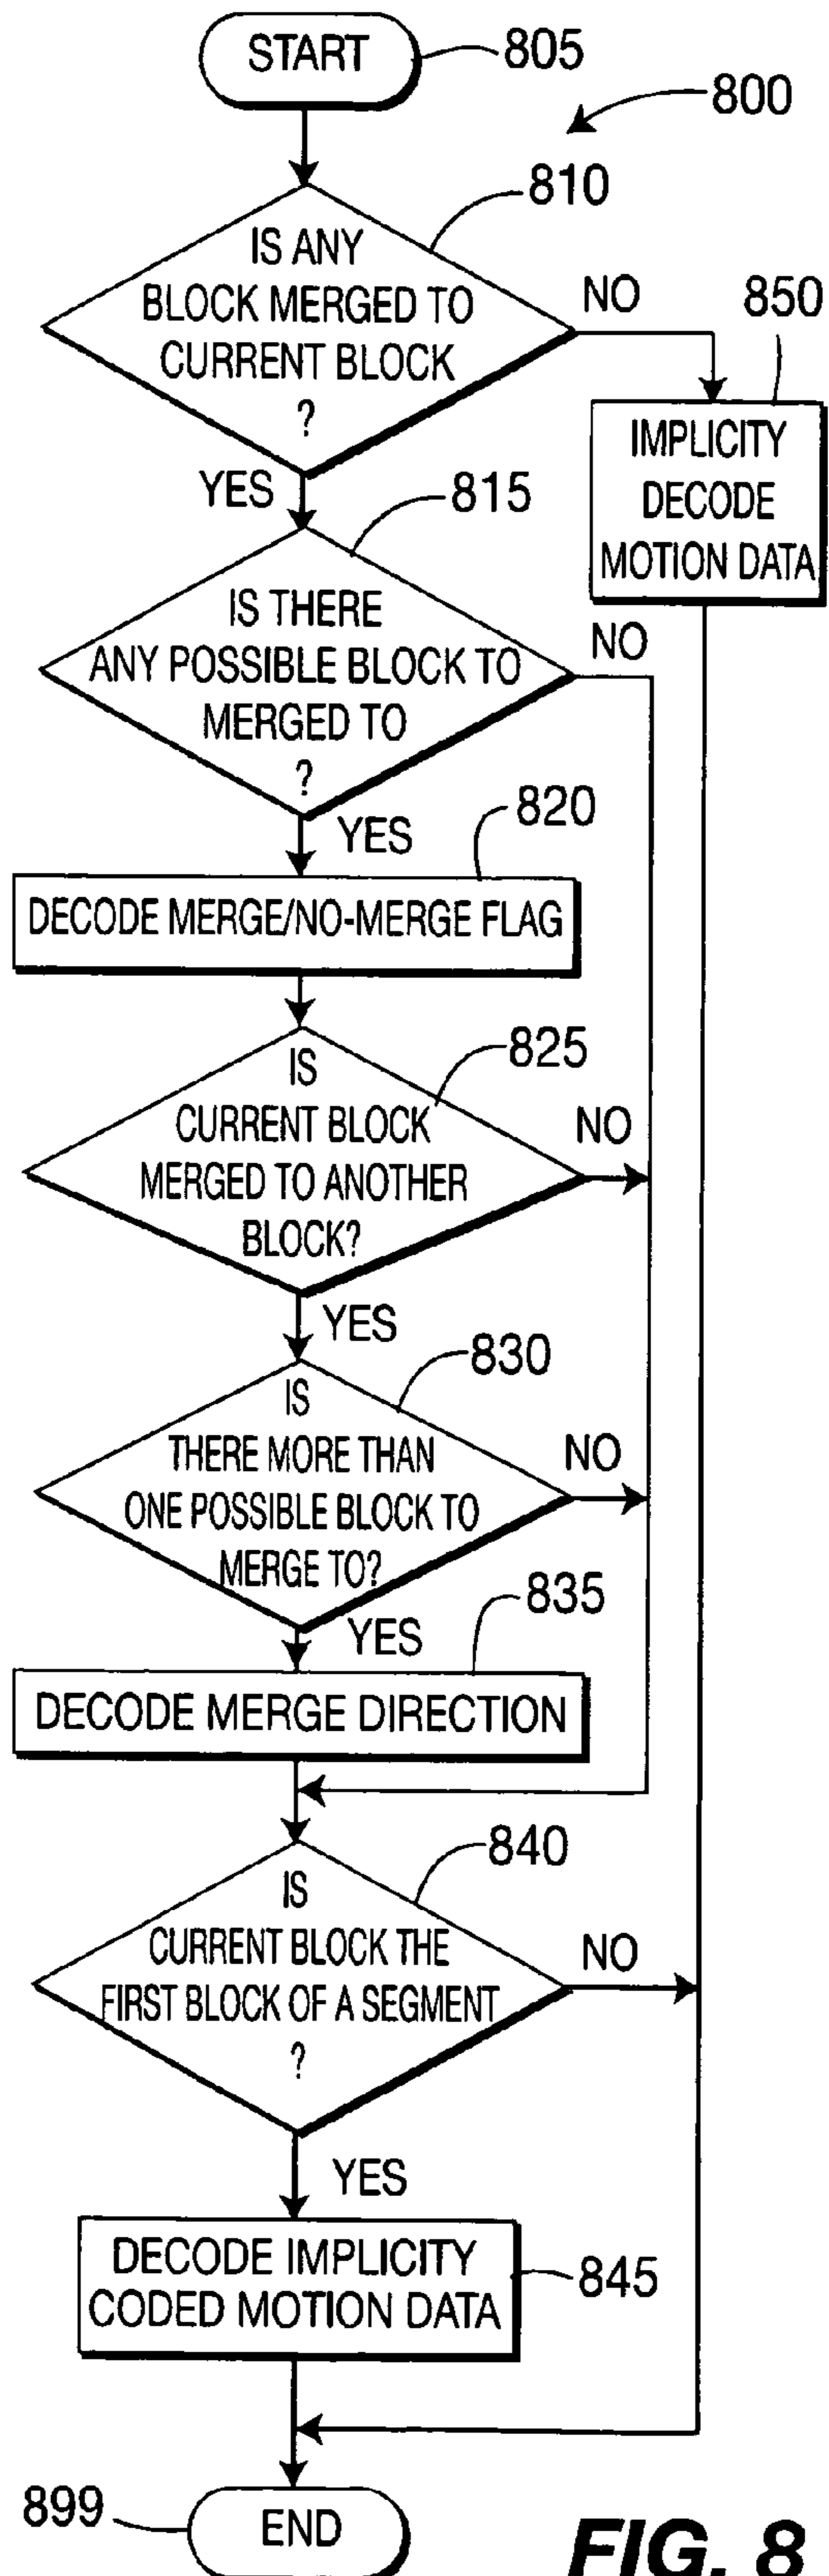 START
805
800
810
IS ANY
BLOCK MERGED TO
CURRENT BLOCK
?
NO
850
IMPLICITY
DECODE
MOTION DATA
YES
815
IS THERE
ANY POSSIBLE BLOCK TO
MERGED TO
?
NO
YES
820
DECODE MERGE/NO-MERGE FLAG
825
IS
CURRENT BLOCK
MERGED TO ANOTHER
BLOCK?
NO
YES
830
IS
THERE MORE THAN
ONE POSSIBLE BLOCK TO
MERGE TO?
NO
YES
835
DECODE MERGE DIRECTION
840
IS
CURRENT BLOCK THE
FIRST BLOCK OF A SEGMENT
?
NO
YES
DECODE IMPLICITY
CODED MOTION DATA
845
899
END
FIG. 8